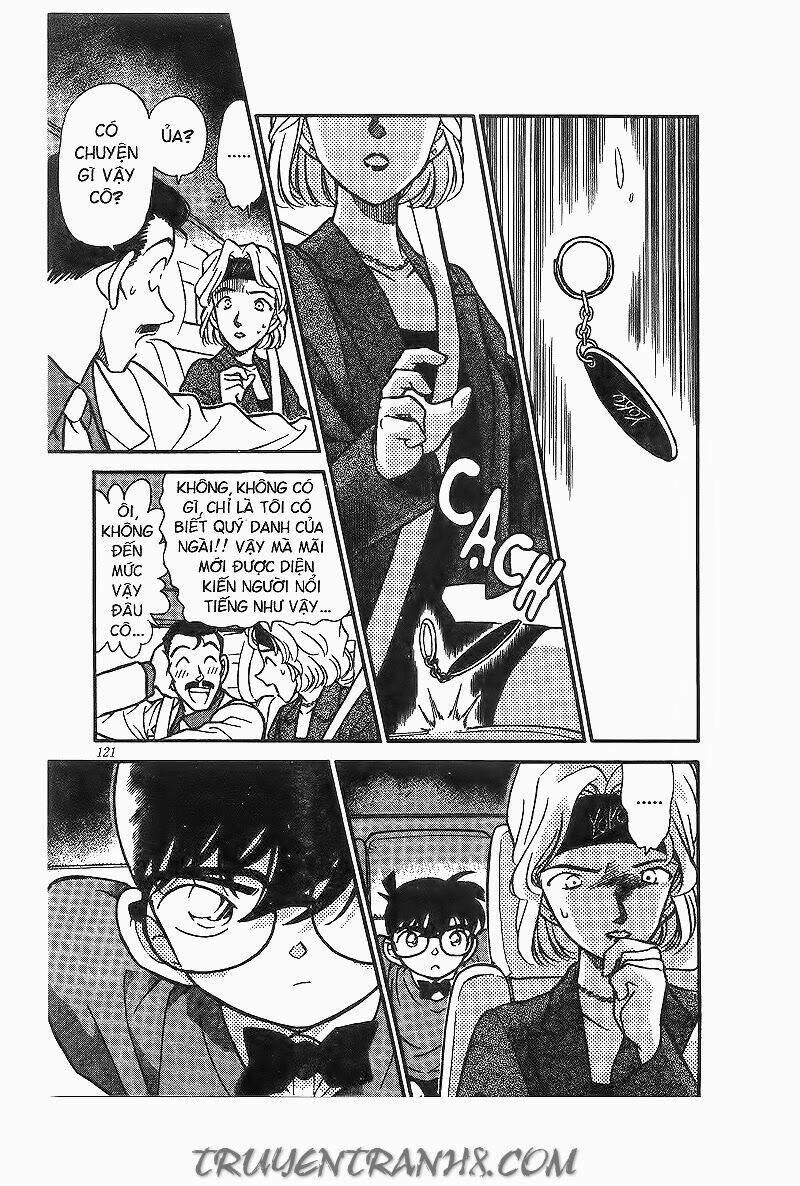 Yoko
CẠCH
......
ỦA?
CÓ
CHUYỆN
GÌ VẬY
CÔ?
KHÔNG, KHÔNG CÓ
GÌ, CHỈ LÀ TÔI CÓ
BIẾT QUÝ DANH CỦA
NGÀI!! VẬY MÀ MÃI
MỚI ĐƯỢC DIỆN
KIẾN NGƯỜI NỔI
TIẾNG NHƯ VẬY...
ÔI,
KHÔNG
ĐẾN
MỨC
VẬY
ĐÂU
CÔ...
121
......
YOKO
TRUYENTRANH8.COM